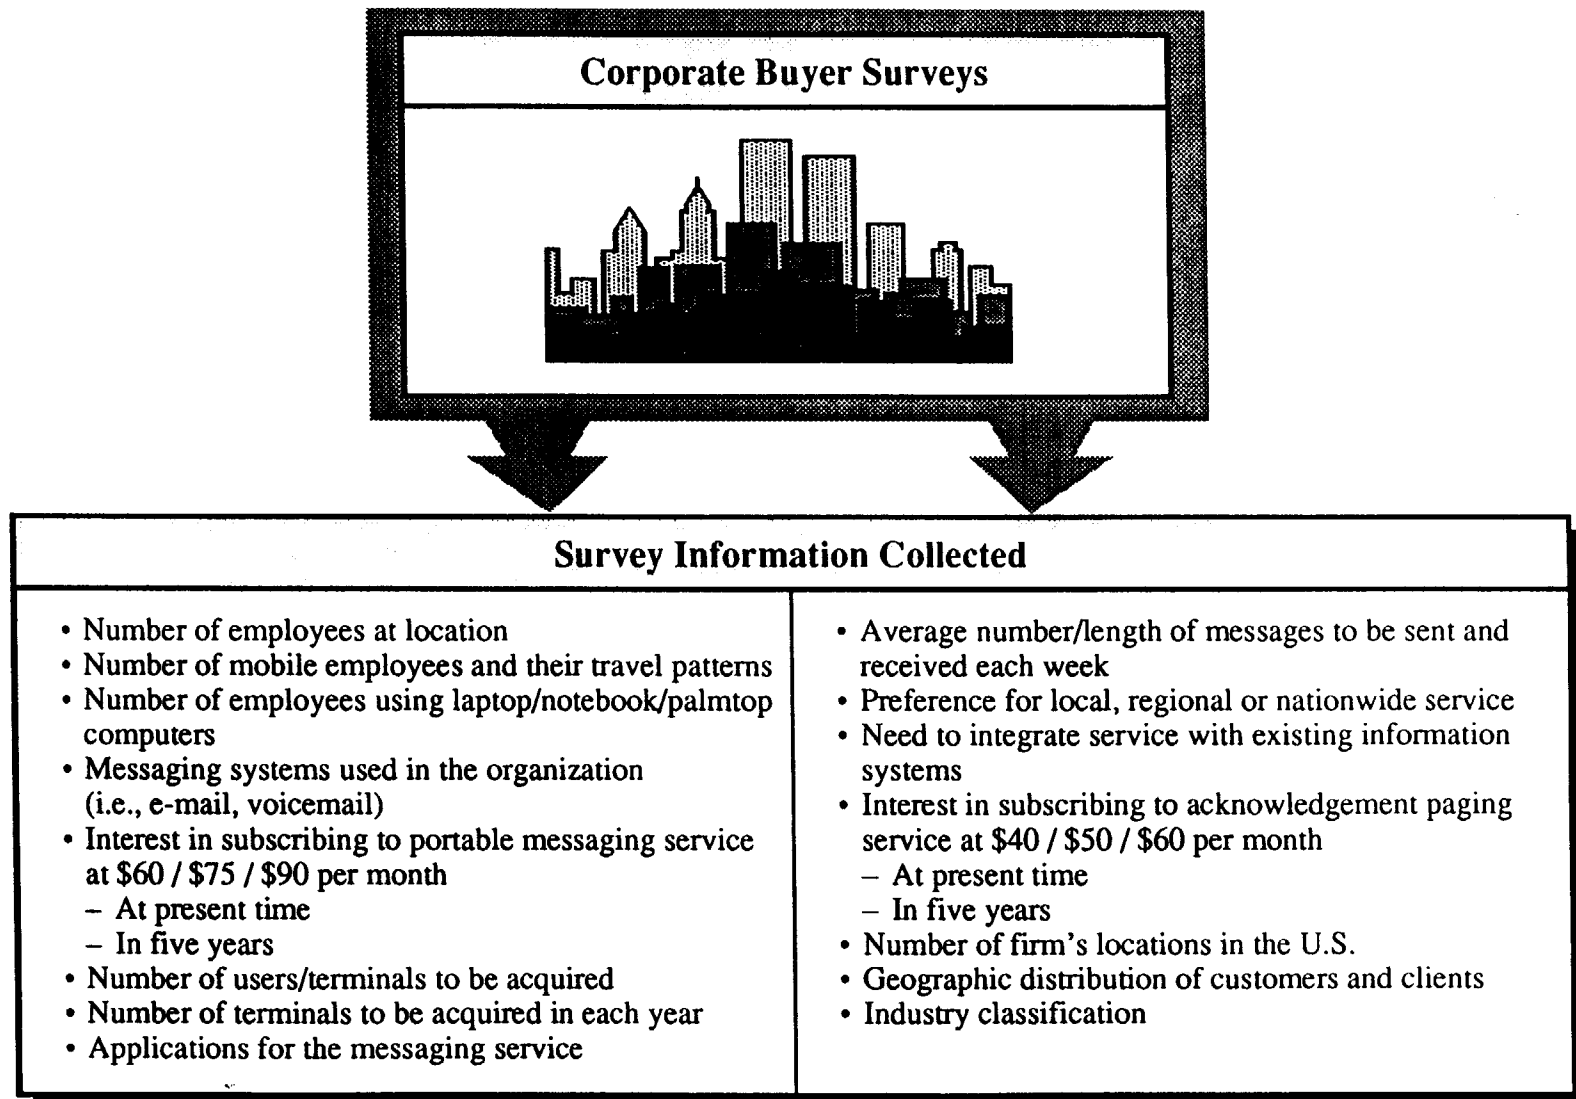 Corporate Buyer Surveys
Survey Information Collected
• Number of employees at location
• Number of mobile employees and their travel patterns
• Number of employees using laptop/notebook/palmtop
computers
• Messaging systems used in the organization
(i.e., e-mail, voicemail)
• Interest in subscribing to portable messaging service
at $60 / $75 / $90 per month
– At present time
– In five years
• Number of users/terminals to be acquired
• Number of terminals to be acquired in each year
• Applications for the messaging service
• Average number/length of messages to be sent and
received each week
• Preference for local, regional or nationwide service
• Need to integrate service with existing information
systems
• Interest in subscribing to acknowledgement paging
service at $40 / $50 / $60 per month
– At present time
– In five years
• Number of firm's locations in the U.S.
• Geographic distribution of customers and clients
• Industry classification